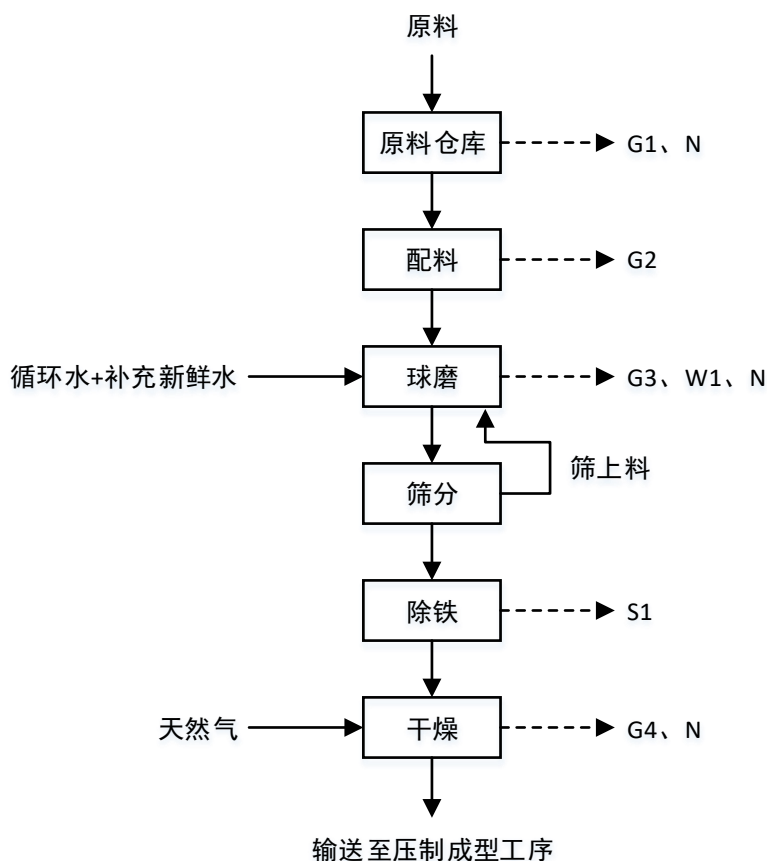 原料
原料仓库
G1、N
配料
G2
循环水+补充新鲜水
球磨
G3、W1、N
筛上料
筛分
除铁
S1
天然气
干燥
G4、N
输送至压制成型工序